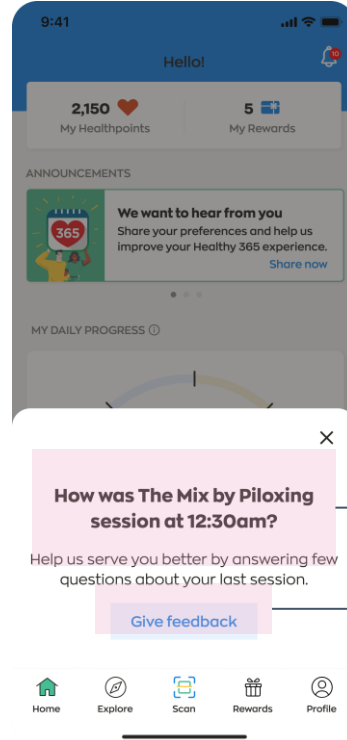 9:41
Hello!
10
2,150
5
My Healthpoints
My Rewards
ANNOUNCEMENTS
365
We want to hear from you
Share your preferences and help us
improve your Healthy 365 experience.
Share now
MY DAILY PROGRESS
How was The Mix by Piloxing
session at 12:30am?
Help us serve you better by answering few
questions about your last session.
Give feedback
Home
Explore
Scan
Rewards
Profile